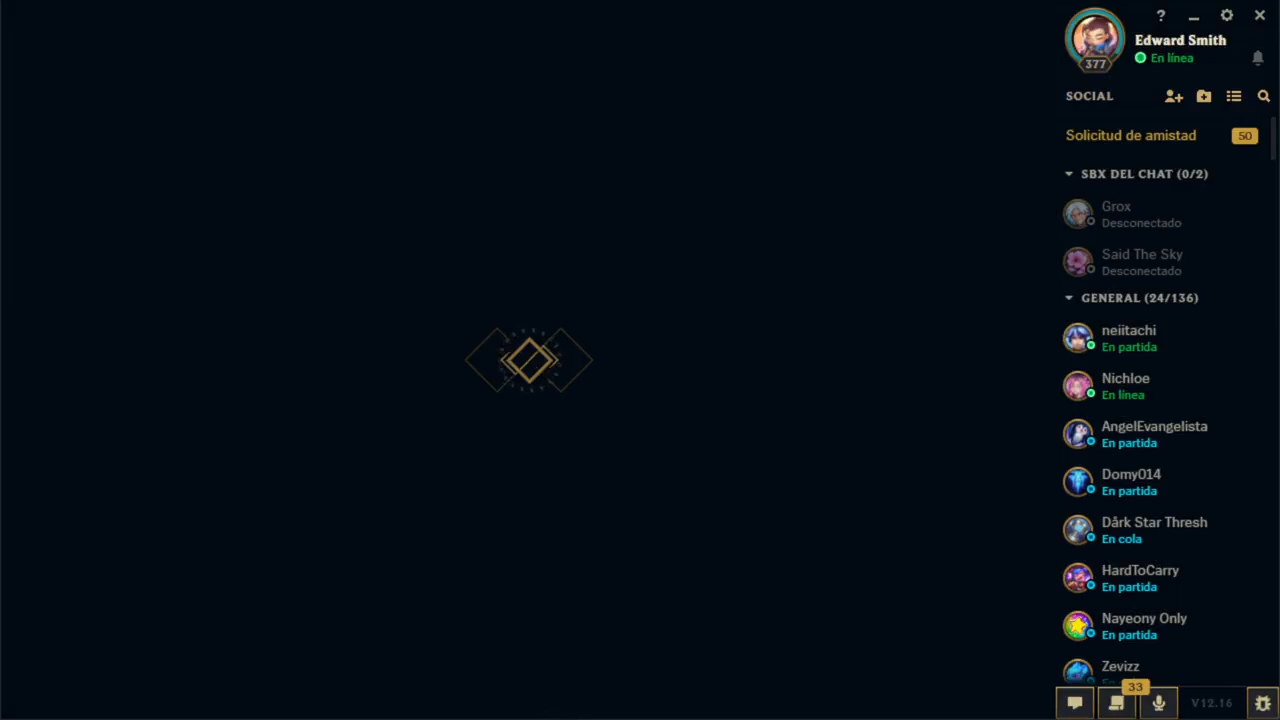 ?
Edward Smith
377
En línea
SOCIAL
Solicitud de amistad
50
SBX DEL CHAT (0/2)
Grox
Desconectado
Said The Sky
Desconectado
GENERAL (24/136)
neiitachi
En partida
Nichloe
En línea
AngelEvangelista
En partida
Domy014
En partida
Dårk Star Thresh
En cola
HardToCarry
En partida
Nayeony Only
En partida
Zevizz
33
V12.16